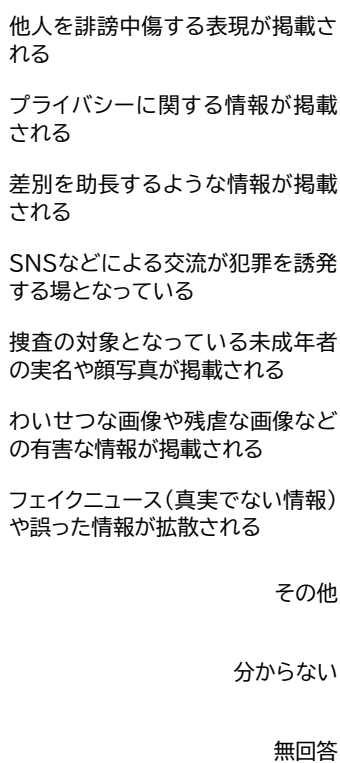 他人を誹謗中傷する表現が掲載さ
れる
プライバシーに関する情報が掲載
される
差別を助長するような情報が掲載
される
SNSなどによる交流が犯罪を誘発
する場となっている
捜査の対象となっている未成年者
の実名や顔写真が掲載される
わいせつな画像や残虐な画像など
の有害な情報が掲載される
フェイクニュース(真実でない情報)
や誤った情報が拡散される
その他
分からない
無回答